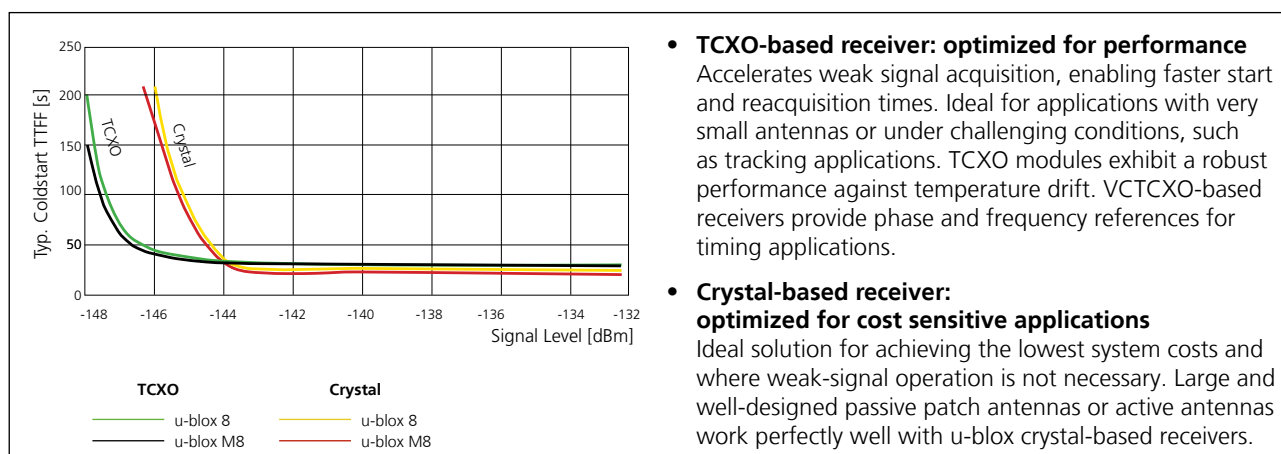 250
200
150
100
50
0
Typ. Coldstart TTFF [s]
TCXO
Crystal
-148 -146 -144 -142 -140 -138 -136 -134 -132
Signal Level [dBm]
TCXO Crystal
u-blox 8 u-blox 8
u-blox M8 u-blox M8
• TCXO-based receiver: optimized for performance
Accelerates weak signal acquisition, enabling faster start
and reacquisition times. Ideal for applications with very
small antennas or under challenging conditions, such
as tracking applications. TCXO modules exhibit a robust
performance against temperature drift. VCTCXO-based
receivers provide phase and frequency references for
timing applications.
• Crystal-based receiver:
optimized for cost sensitive applications
Ideal solution for achieving the lowest system costs and
where weak-signal operation is not necessary. Large and
well-designed passive patch antennas or active antennas
work perfectly well with u-blox crystal-based receivers.